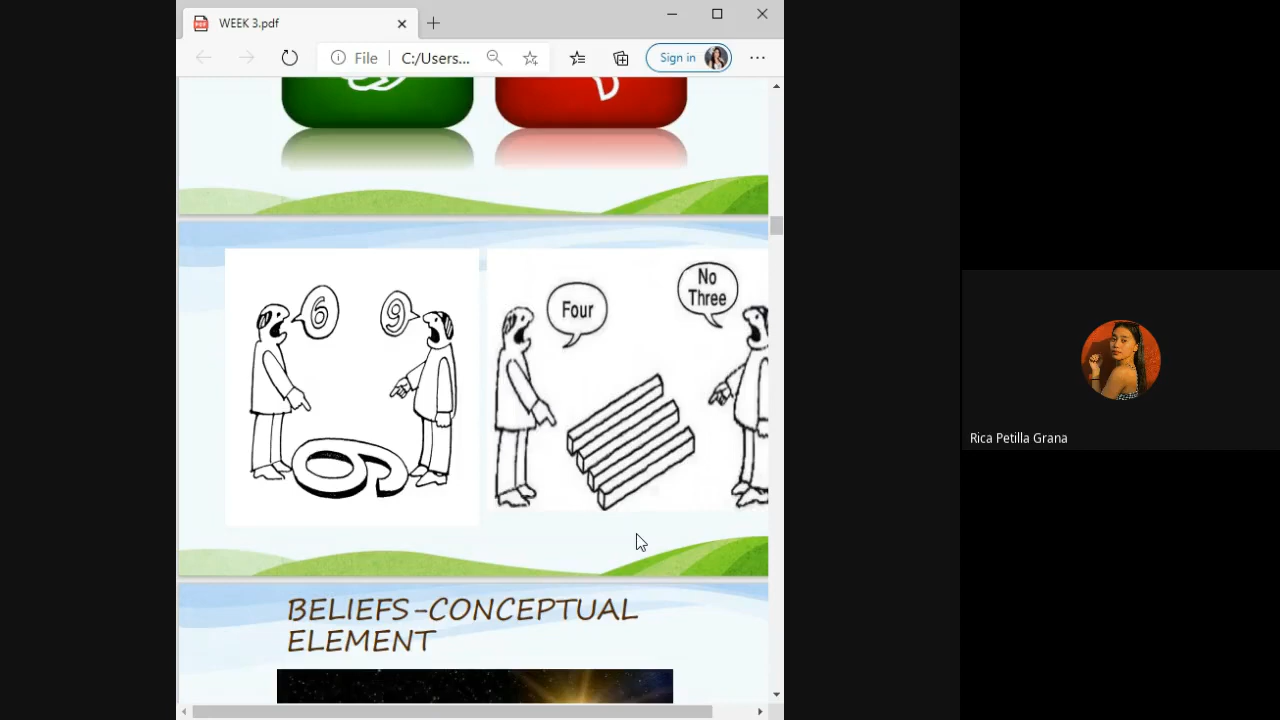 WEEK 3.pdf
File
C:/Users...
Sign in
6
9
Four
No
Three
BELIEFS-CONCEPTUAL
ELEMENT
Rica Petilla Grana